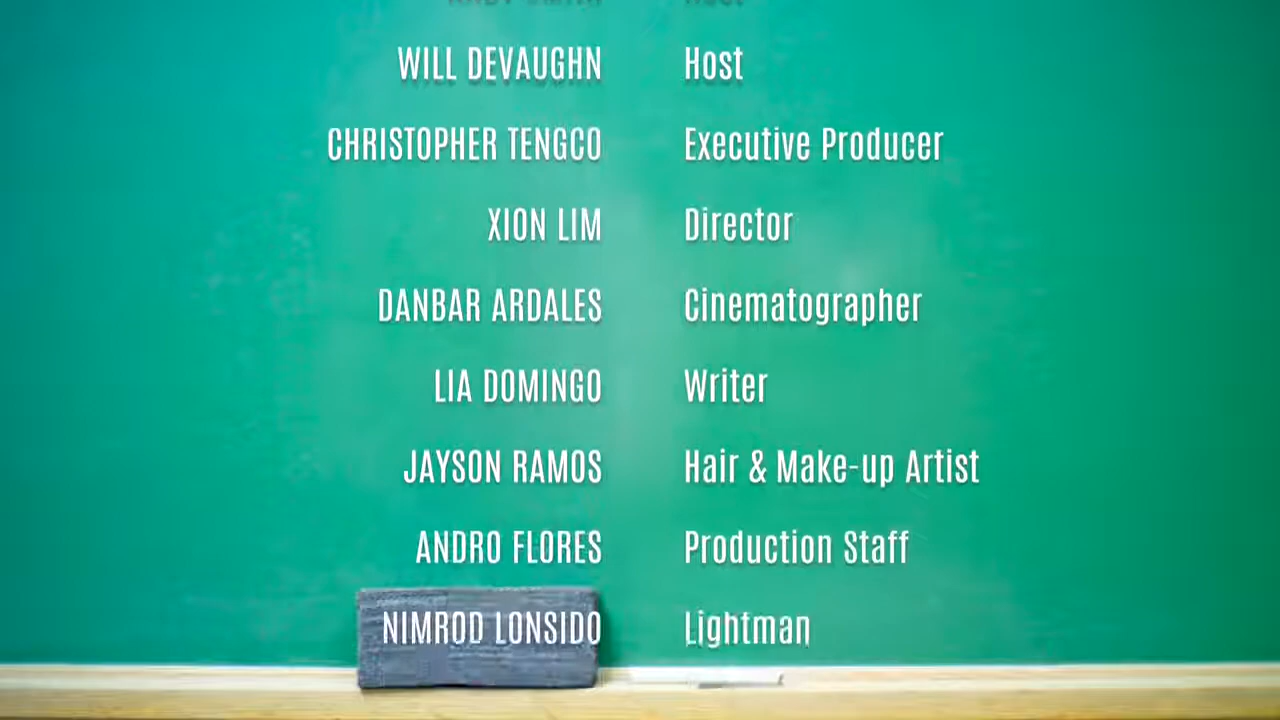 WILL DEVAUGHN Host
CHRISTOPHER TENGCO Executive Producer
XION LIM Director
DANBAR ARDALES Cinematographer
LIA DOMINGO Writer
JAYSON RAMOS Hair & Make-up Artist
ANDRO FLORES Production Staff
NIMROD LONSIDO Lightman